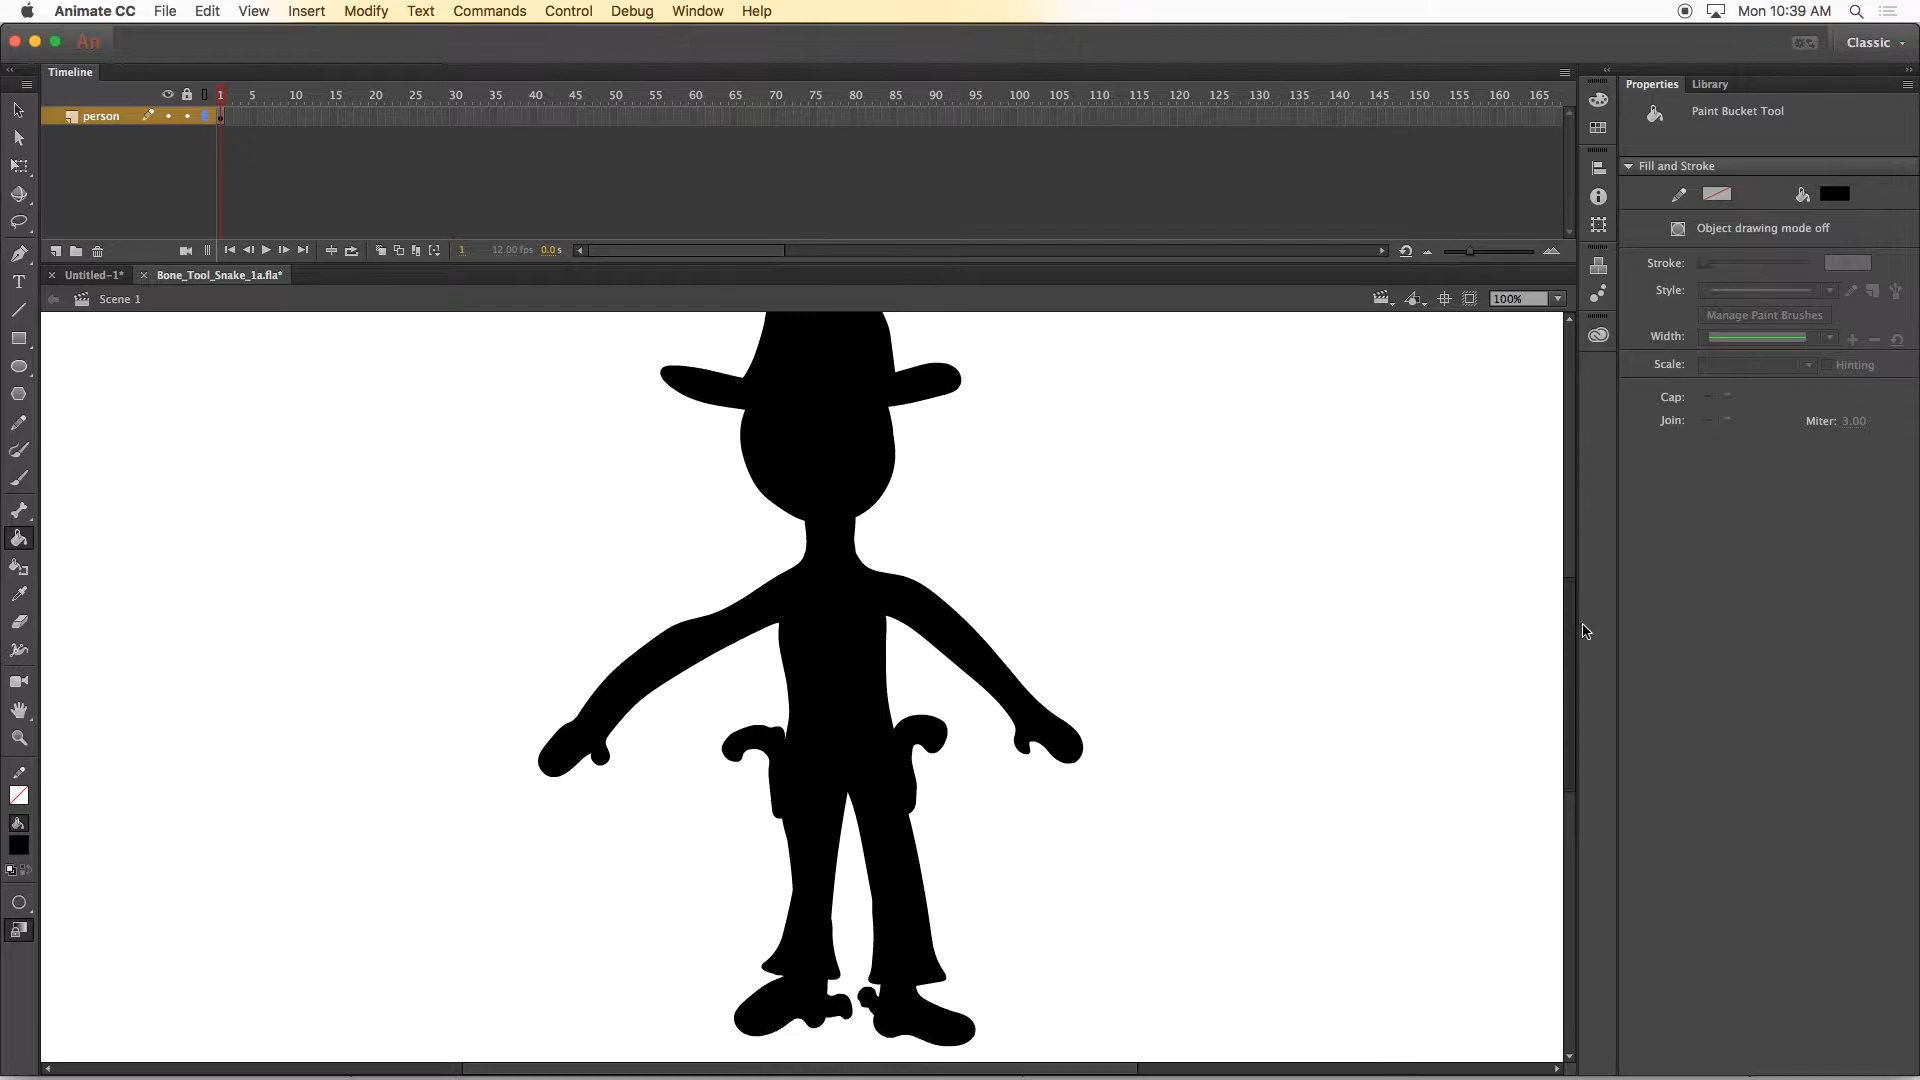 Animate CC File Edit View Insert Modify Text Commands Control Debug Window Help Mon 10:39 AM
An Classic
Timeline
Properties Library
1 5 10 15 20 25 30 35 40 45 50 55 60 65 70 75 80 85 90 95 100 105 110 115 120 125 130 135 140 145 150 155 160 165
person
Paint Bucket Tool
Fill and Stroke
Object drawing mode off
1 12.00 fps 0.0 s
Stroke:
Untitled-1* Bone_Tool_Snake_1a.fla*
Style:
Scene 1 100%
Manage Paint Brushes
Width:
Scale: Hinting
Cap:
Join: Miter: 3.00
T